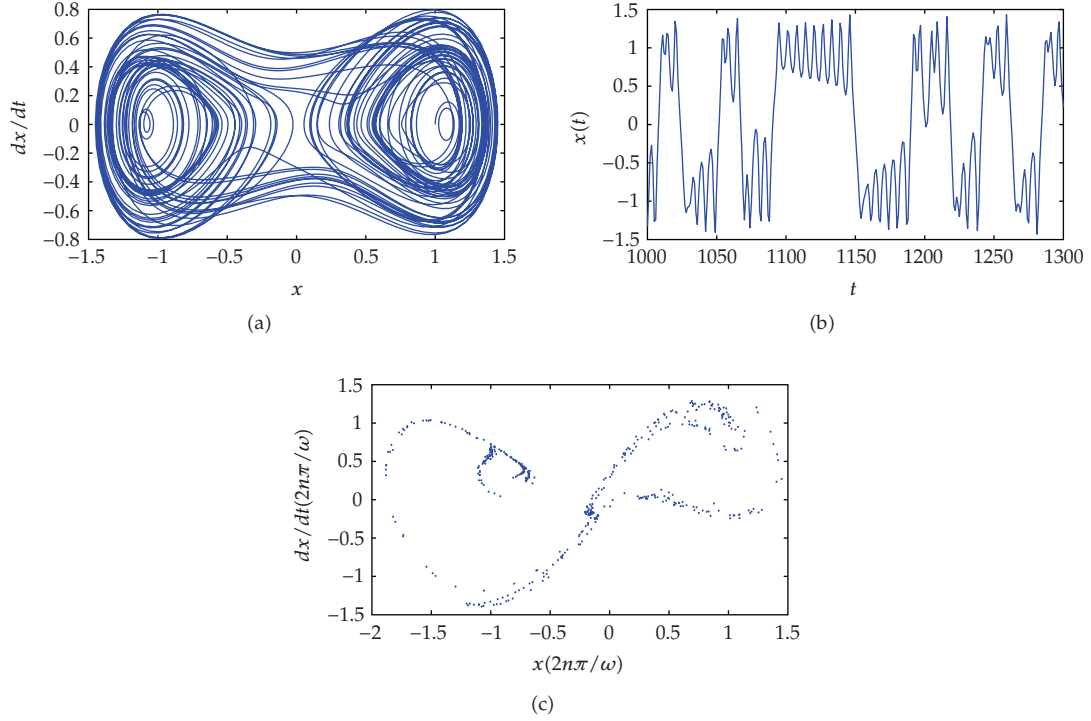 0.8
0.6
0.4
0.2
0
−0.2
−0.4
−0.6
−0.8
dx/dt
−1.5 −1 −0.5 0 0.5 1 1.5
x
(a)
1.5
1
0.5
0
−0.5
−1
−1.5
x(t)
1000 1050 1100 1150 1200 1250 1300
t
(b)
1.5
1
0.5
0
−0.5
−1
−1.5
dx/dt(2nπ/ω)
−2 −1.5 −1 −0.5 0 0.5 1 1.5
x(2nπ/ω)
(c)